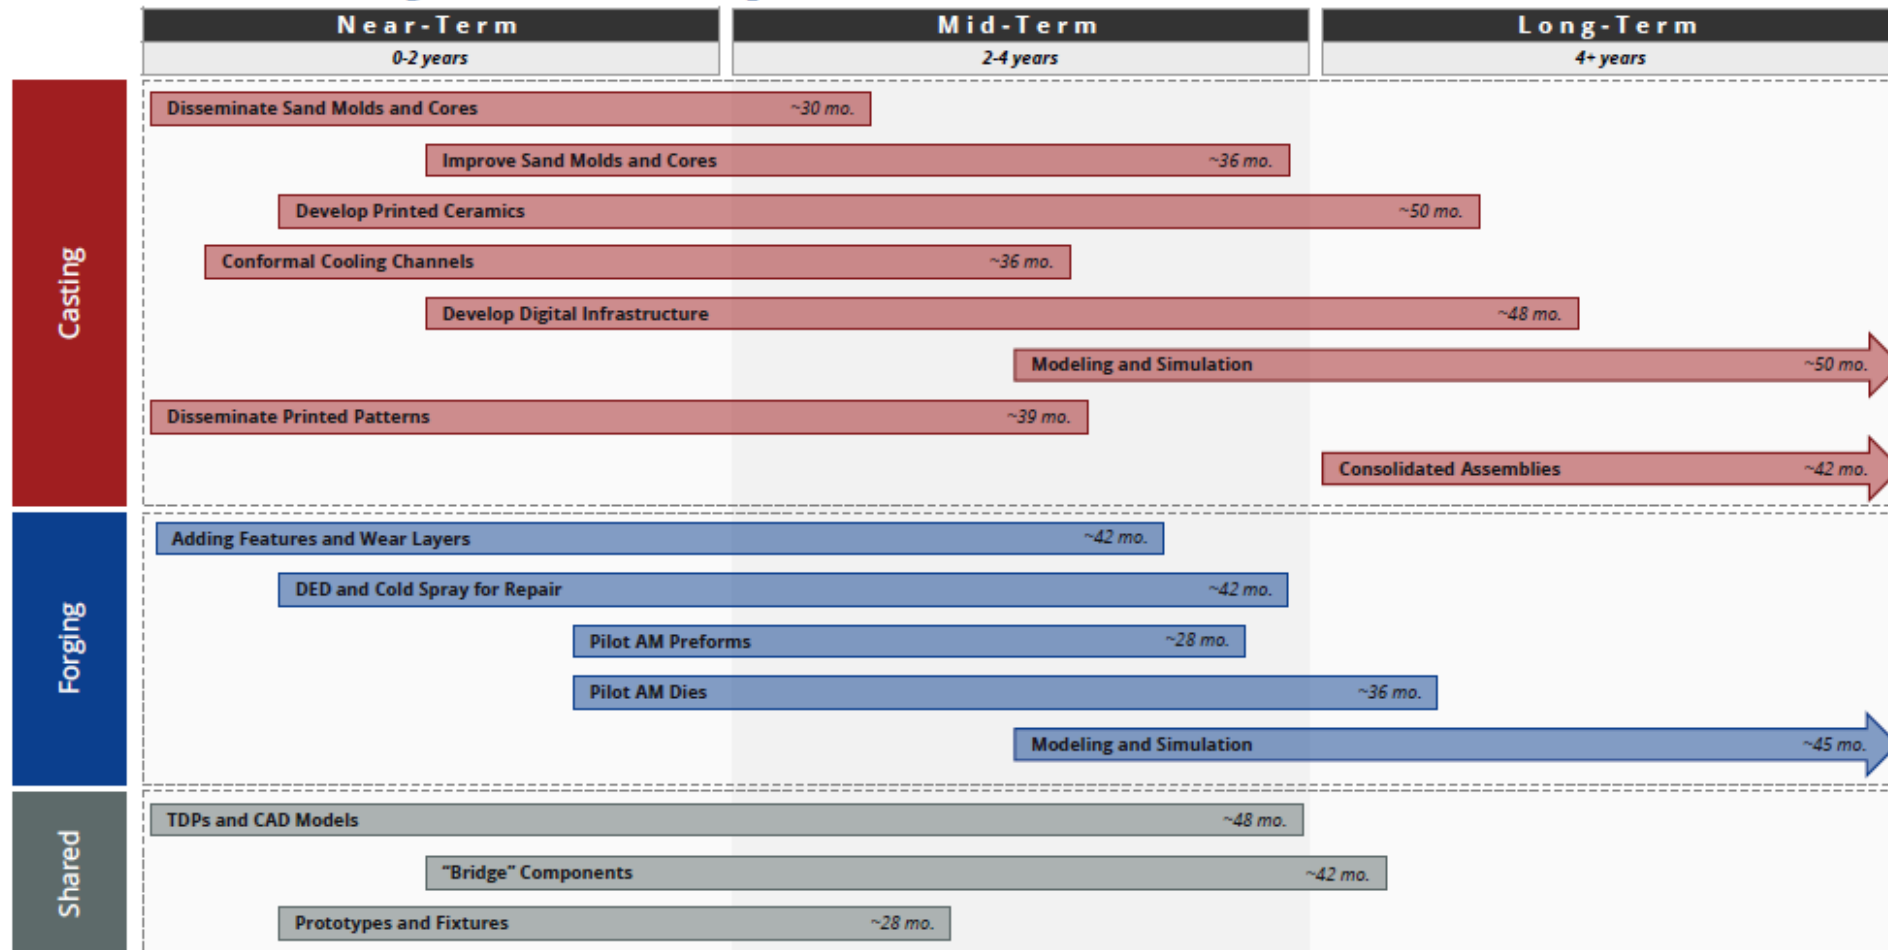 Near-Term
Mid-Term
Long-Term
0-2 years
2-4 years
4+ years
Casting
Disseminate Sand Molds and Cores ~30 mo.
Improve Sand Molds and Cores ~36 mo.
Develop Printed Ceramics ~50 mo.
Conformal Cooling Channels ~36 mo.
Develop Digital Infrastructure ~48 mo.
Modeling and Simulation ~50 mo.
Disseminate Printed Patterns ~39 mo.
Consolidated Assemblies ~42 mo.
Forging
Adding Features and Wear Layers ~42 mo.
DED and Cold Spray for Repair ~42 mo.
Pilot AM Preforms ~28 mo.
Pilot AM Dies ~36 mo.
Modeling and Simulation ~45 mo.
Shared
TDPs and CAD Models ~48 mo.
“Bridge” Components ~42 mo.
Prototypes and Fixtures ~28 mo.